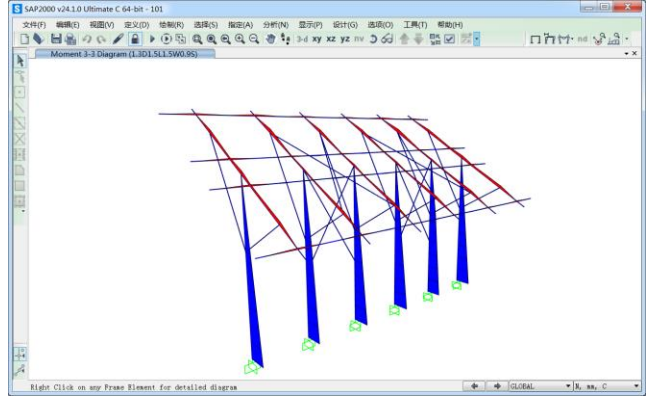 SAP2000 v24.1.0 Ultimate C 64-bit - 101
文件(F) 编辑(E) 视图(V) 定义(D) 绘制(R) 选择(S) 指定(A) 分析(N) 显示(P) 设计(G) 选项(O) 工具(T) 帮助(H)
3-d xy xz yz nv nd
Moment 3-3 Diagram (1.3D1.5L1.5W0.9S)
Right Click on any Frame Element for detailed diagram
GLOBAL
N, mm, C